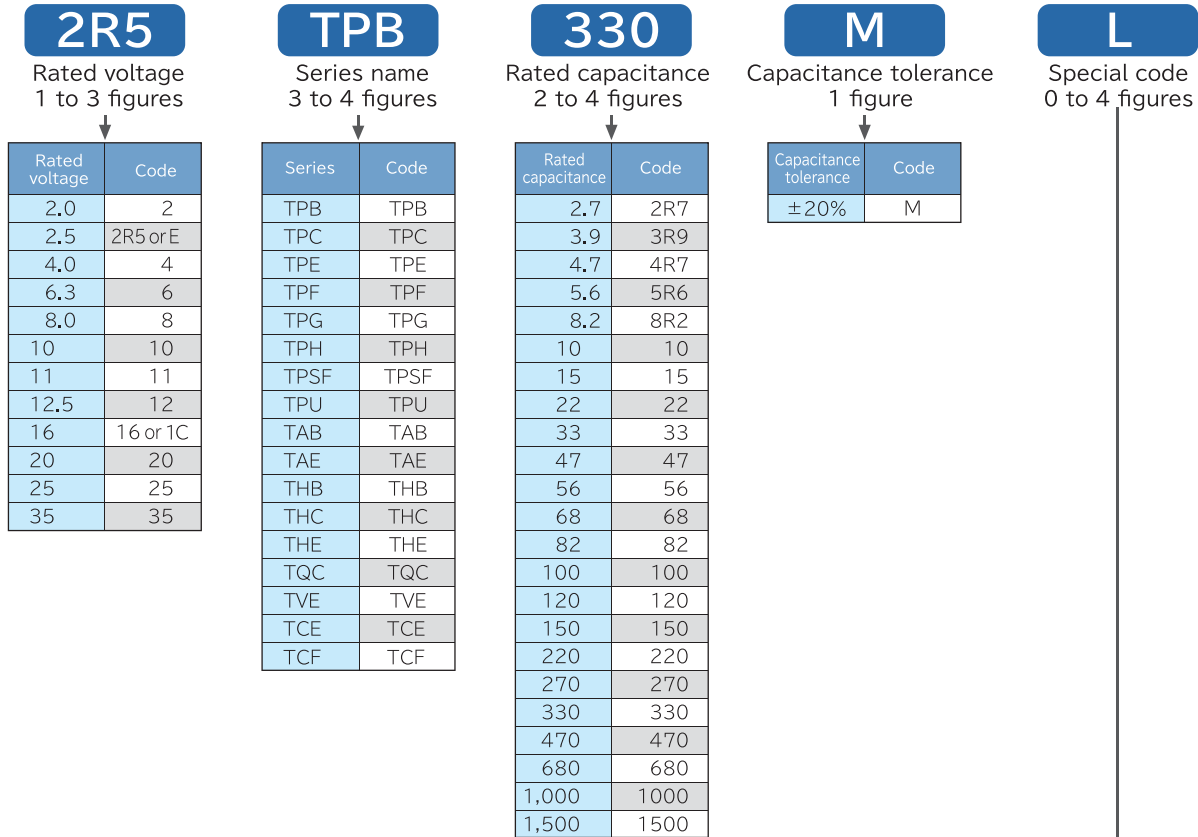 2R5
TPB
330
M
L
Rated voltage
1 to 3 figures
Series name
3 to 4 figures
Rated capacitance
2 to 4 figures
Capacitance tolerance
1 figure
Special code
0 to 4 figures
Rated voltage Code
2.0 2
2.5 2R5 or E
4.0 4
6.3 6
8.0 8
10 10
11 11
12.5 12
16 16 or 1C
20 20
25 25
35 35
Series Code
TPB TPB
TPC TPC
TPE TPE
TPF TPF
TPG TPG
TPH TPH
TPSF TPSF
TPU TPU
TAB TAB
TAE TAE
THB THB
THC THC
THE THE
TQC TQC
TVE TVE
TCE TCE
TCF TCF
Rated capacitance Code
2.7 2R7
3.9 3R9
4.7 4R7
5.6 5R6
8.2 8R2
10 10
15 15
22 22
33 33
47 47
56 56
68 68
82 82
100 100
120 120
150 150
220 220
270 270
330 330
470 470
680 680
1,000 1000
1,500 1500
Capacitance tolerance Code
±20% M